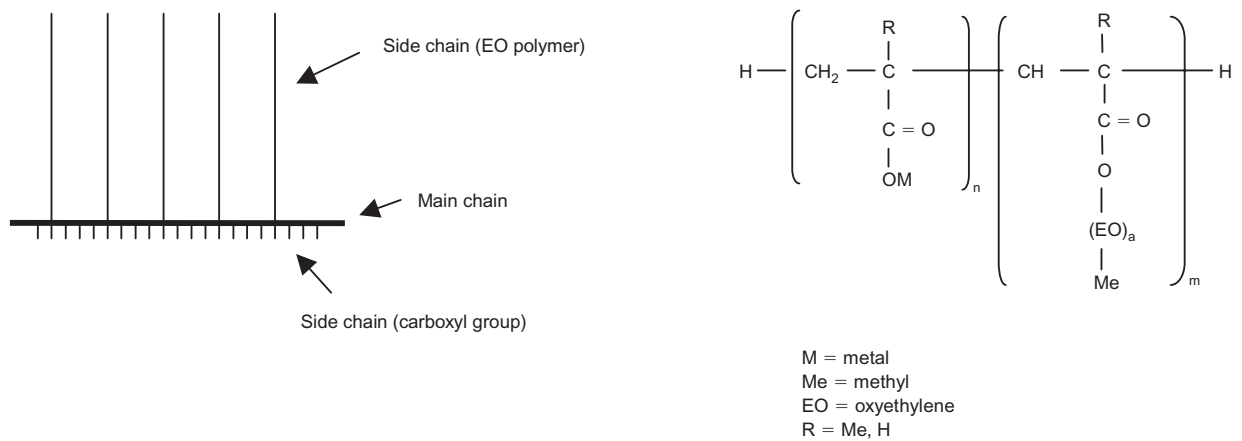 Side chain (EO polymer)
Main chain
Side chain (carboxyl group)
R R
H CH₂ C CH C H
C = O C = O
OM O
n
(EO)ₐ
Me
m
M = metal
Me = methyl
EO = oxyethylene
R = Me, H